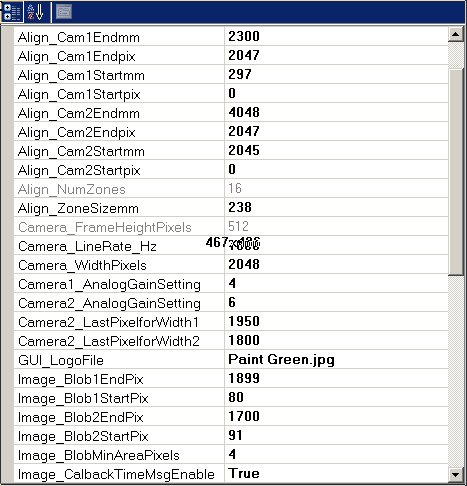 Align_Cam1Endmm 2300
Align_Cam1Endpix 2047
Align_Cam1Startmm 297
Align_Cam1Startpix 0
Align_Cam2Endmm 4048
Align_Cam2Endpix 2047
Align_Cam2Startmm 2045
Align_Cam2Startpix 0
Align_NumZones 16
Align_ZoneSizemm 238
Camera_FrameHeightPixels 512
Camera_LineRate_Hz
Camera_WidthPixels 2048
Camera1_AnalogGainSetting 4
Camera2_AnalogGainSetting 6
Camera2_LastPixelforWidth1 1950
Camera2_LastPixelforWidth2 1800
GUI_LogoFile Paint Green.jpg
Image_Blob1EndPix 1899
Image_Blob1StartPix 80
Image_Blob2EndPix 1700
Image_Blob2StartPix 91
Image_BlobMinAreaPixels 4
Image_CalbackTimeMsgEnable True